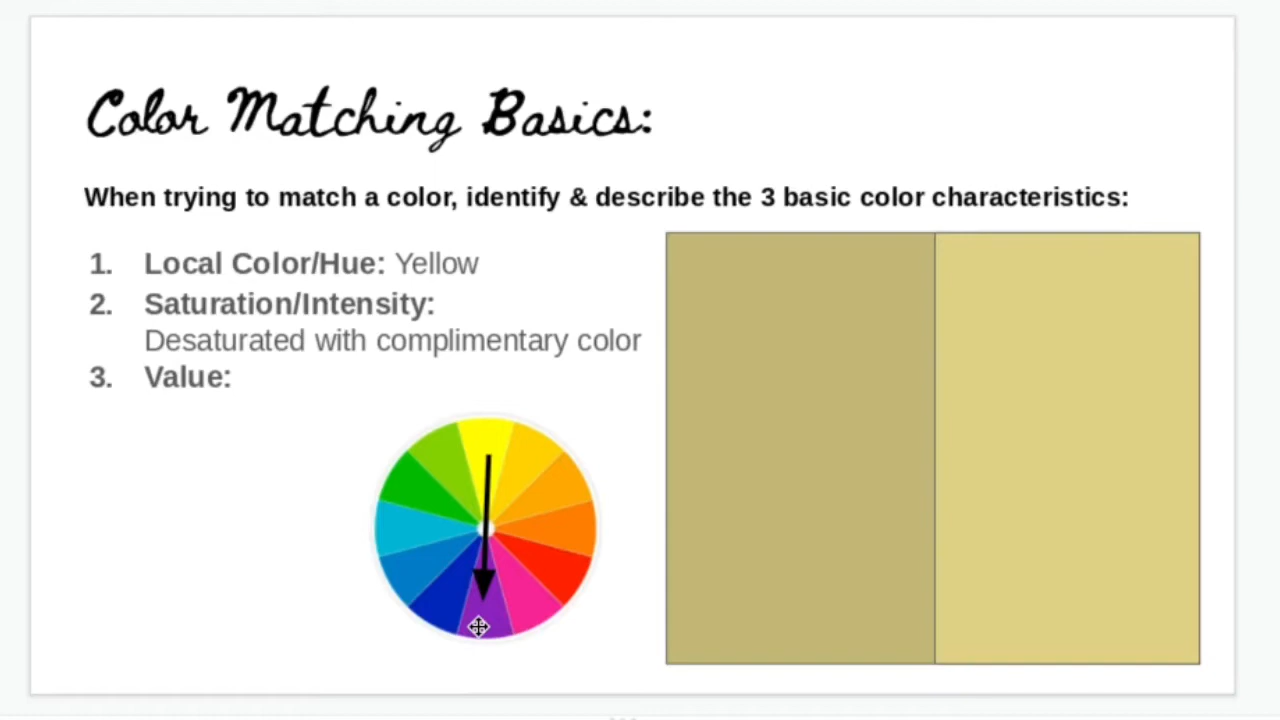 Color Matching Basics:
When trying to match a color, identify & describe the 3 basic color characteristics:
1. Local Color/Hue: Yellow
2. Saturation/Intensity:
Desaturated with complimentary color
3. Value: